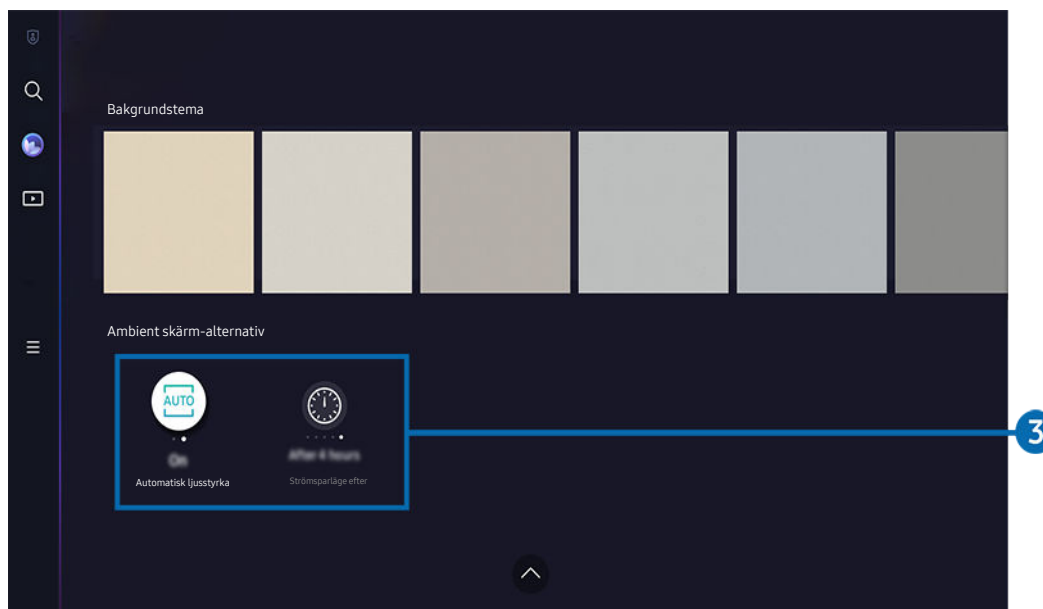 Bakgrundstema
Ambient skärm-alternativ
AUTO
On
After 4 hours
Automatisk ljusstyrka
Strömsparläge efter
3